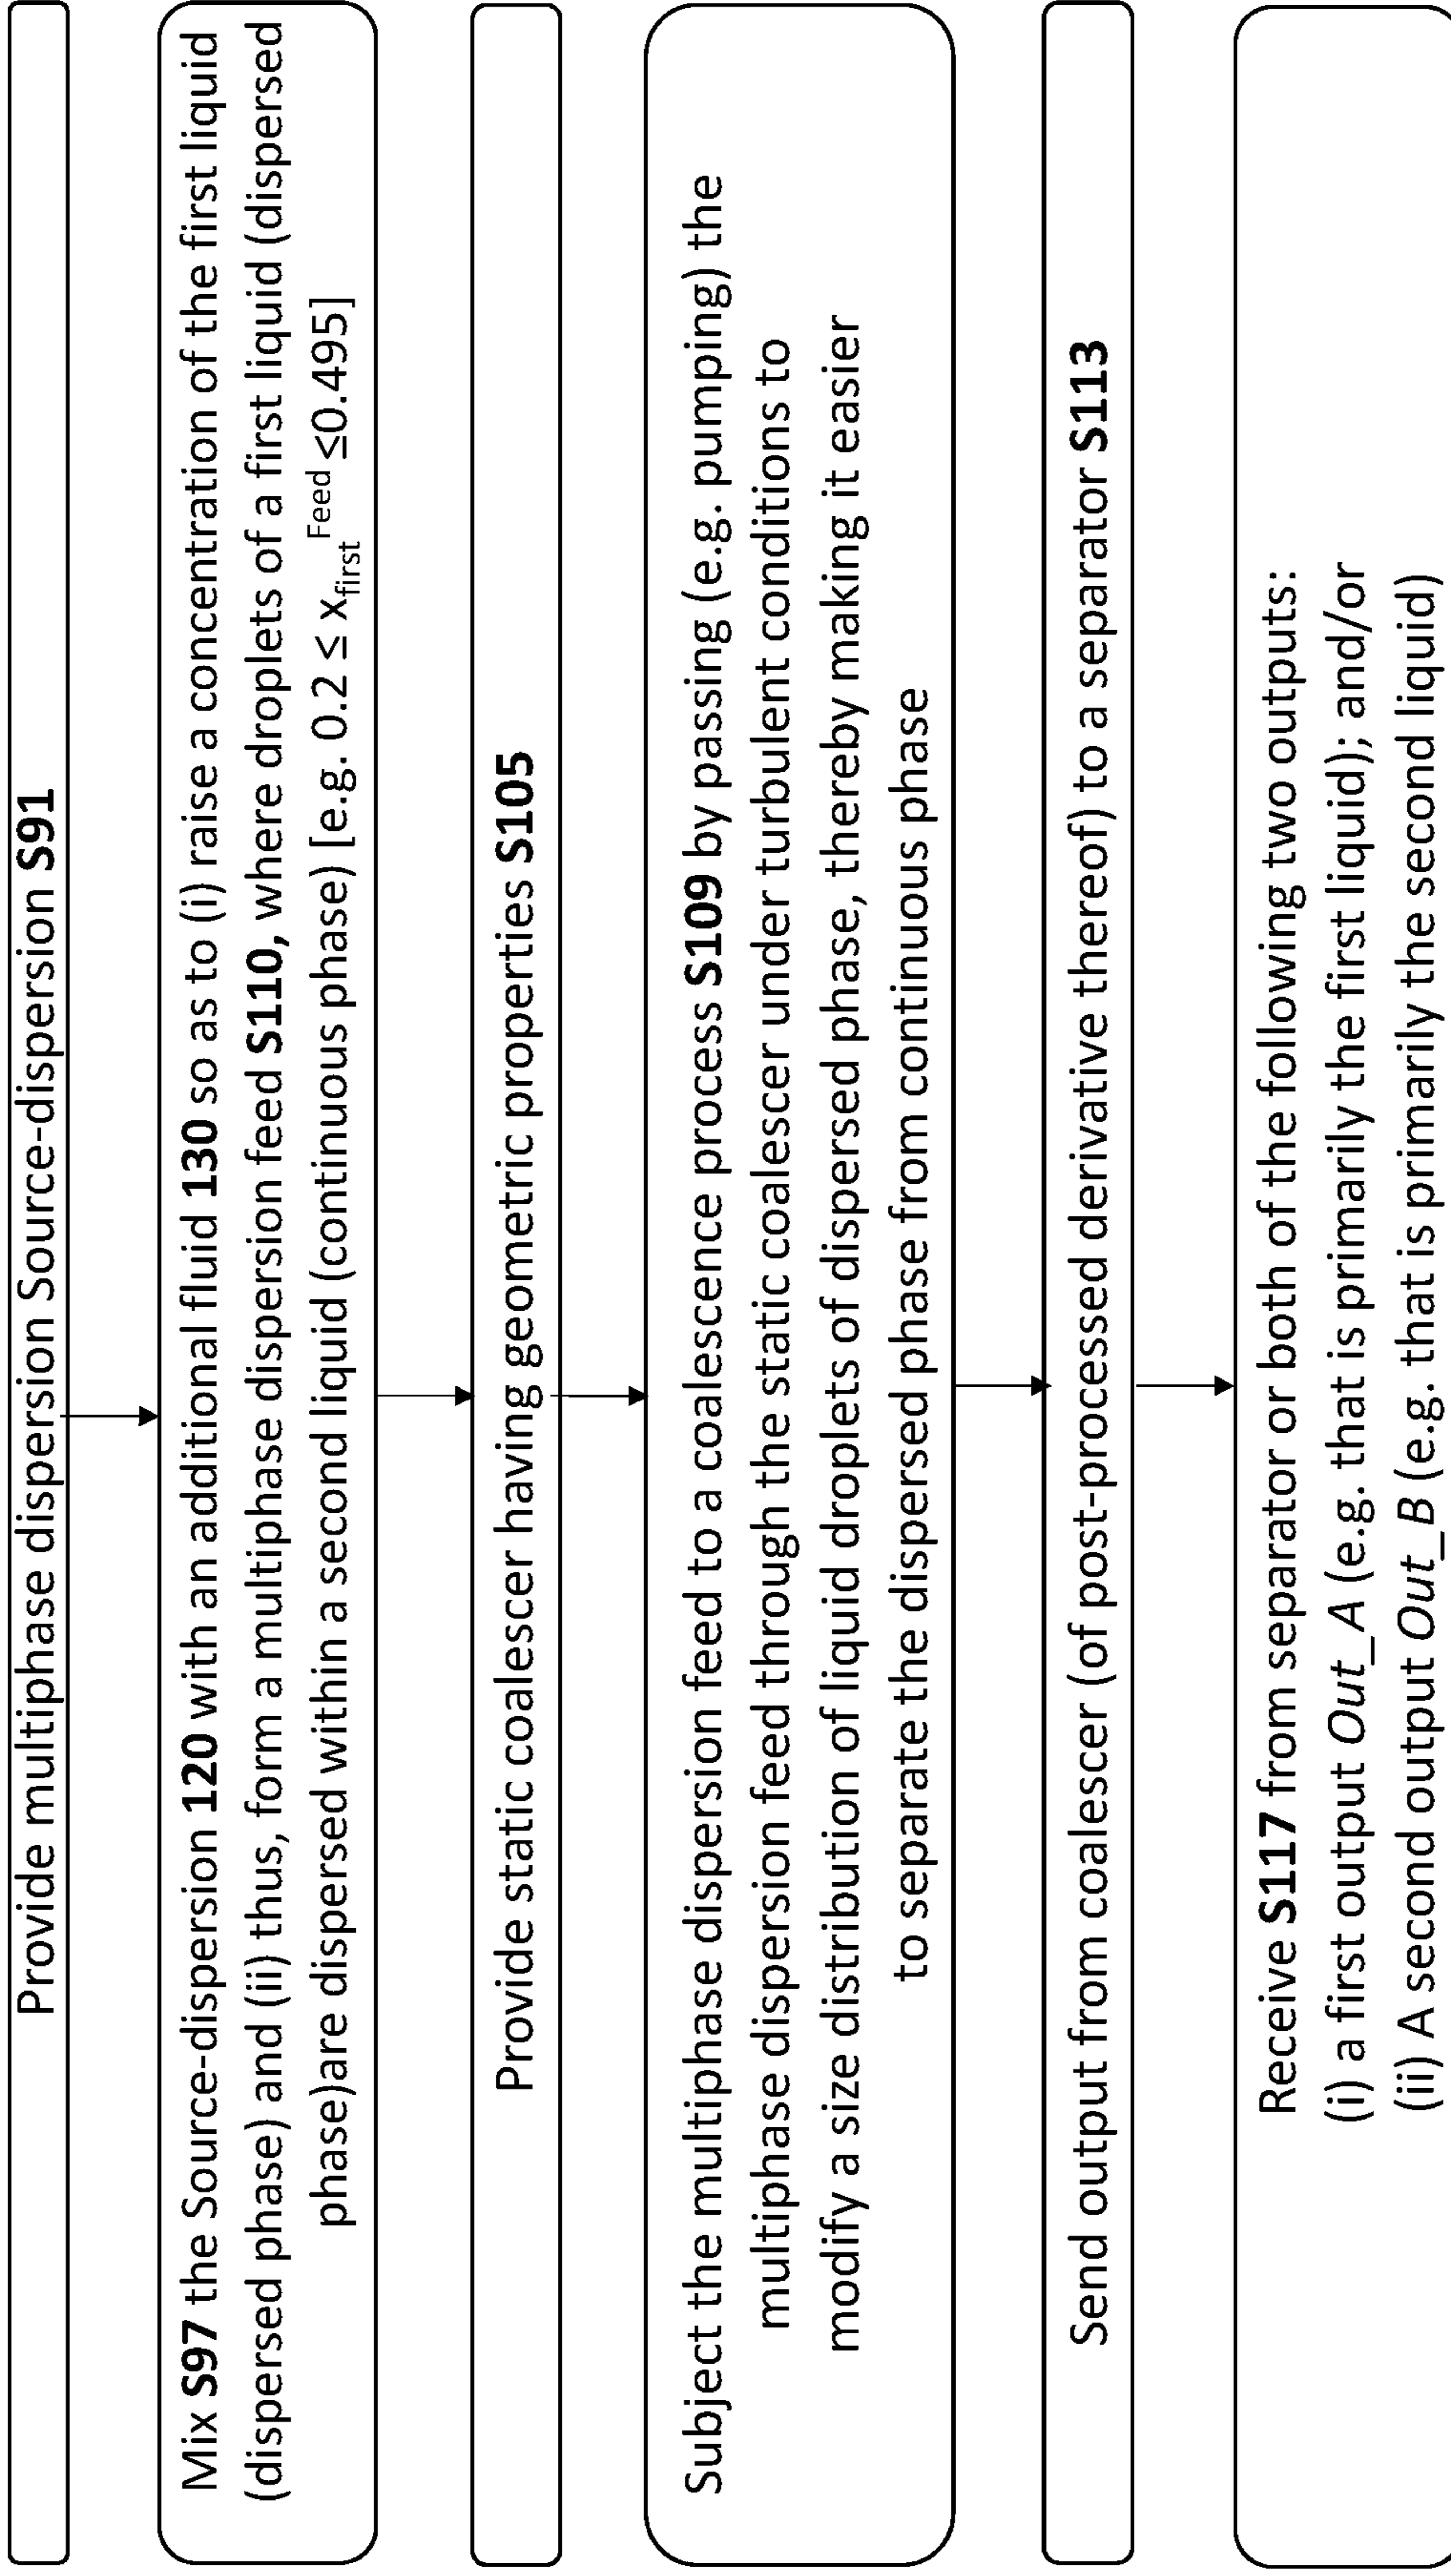 Provide multiphase dispersion Source-dispersion S91
Mix S97 the Source-dispersion 120 with an additional fluid 130 so as to (i) raise a concentration of the first liquid
(dispersed phase) and (ii) thus, form a multiphase dispersion feed S110, where droplets of a first liquid (dispersed
phase)are dispersed within a second liquid (continuous phase) [e.g. 0.2 ≤ x_first^Feed ≤0.495]
Provide static coalescer having geometric properties S105
Subject the multiphase dispersion feed to a coalescence process S109 by passing (e.g. pumping) the
multiphase dispersion feed through the static coalescer under turbulent conditions to
modify a size distribution of liquid droplets of dispersed phase, thereby making it easier
to separate the dispersed phase from continuous phase
Send output from coalescer (of post-processed derivative thereof) to a separator S113
Receive S117 from separator or both of the following two outputs:
(i) a first output Out_A (e.g. that is primarily the first liquid); and/or
(ii) A second output Out_B (e.g. that is primarily the second liquid)